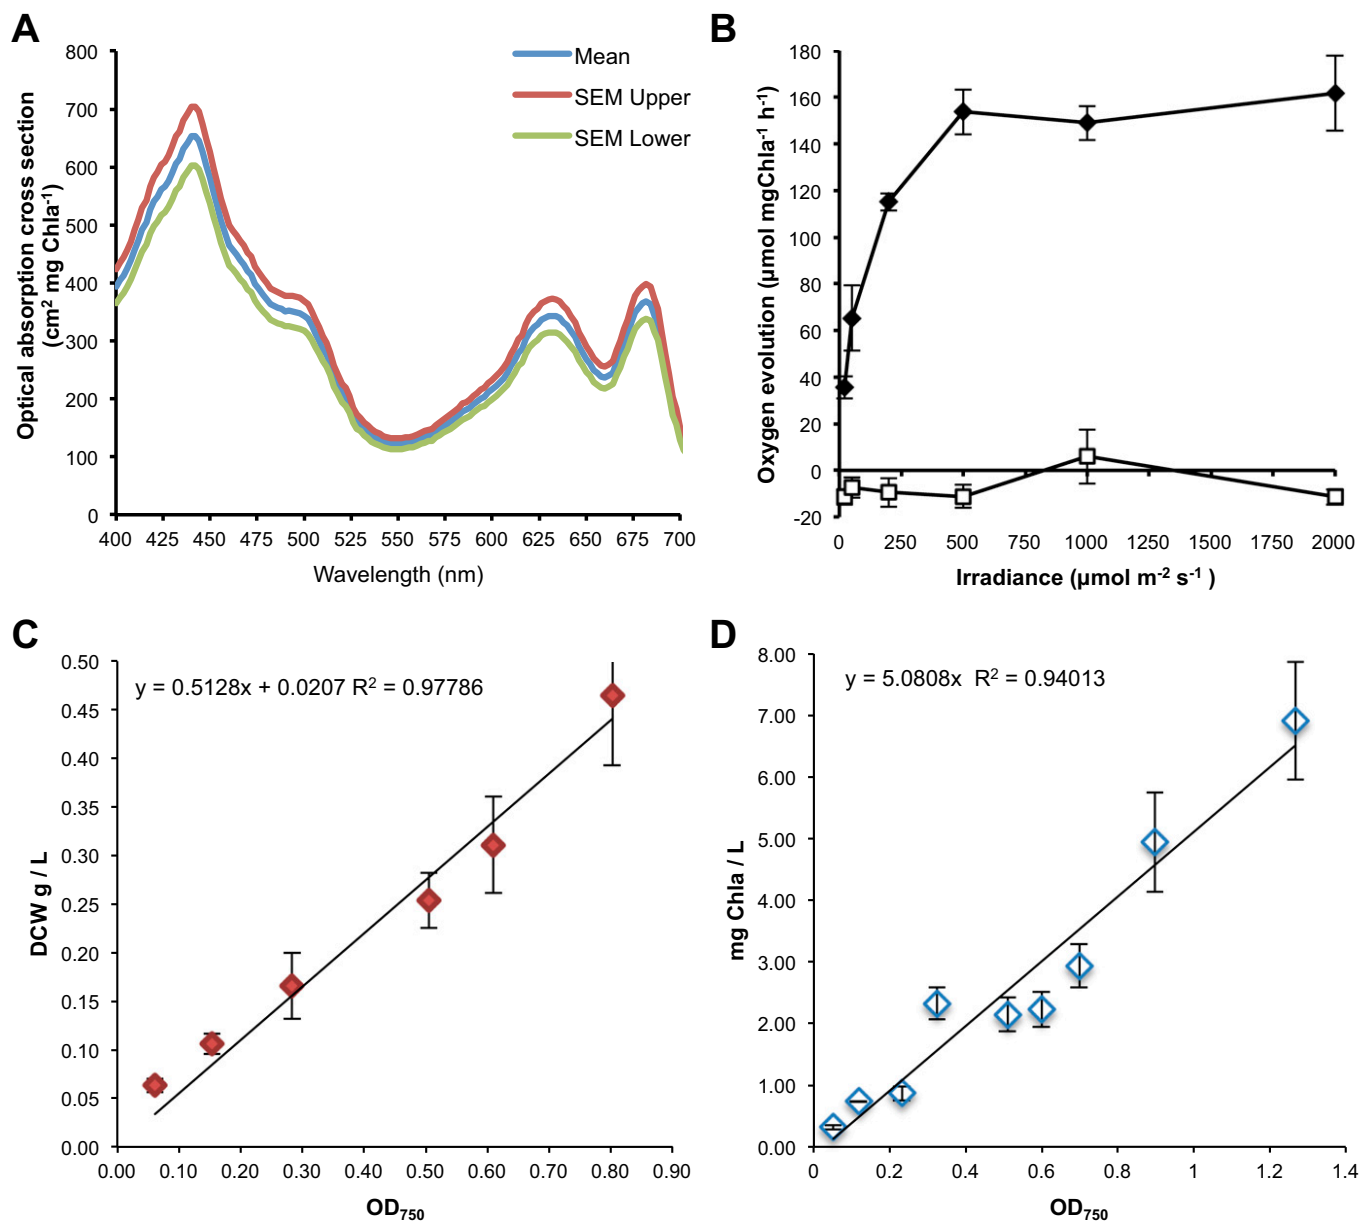 A
800
700
600
500
400
300
200
100
0
400 425 450 475 500 525 550 575 600 625 650 675 700
Wavelength (nm)
Optical absorption cross section
(cm² mg Chla⁻¹)
Mean
SEM Upper
SEM Lower
B
180
160
140
120
100
80
60
40
20
0
-20
0 250 500 750 1000 1250 1500 1750 2000
Irradiance (µmol m⁻² s⁻¹ )
Oxygen evolution (µmol mgChla⁻¹ h⁻¹)
C
y = 0.5128x + 0.0207 R² = 0.97786
0.50
0.45
0.40
0.35
0.30
0.25
0.20
0.15
0.10
0.05
0.00
0.00 0.10 0.20 0.30 0.40 0.50 0.60 0.70 0.80 0.90
OD₇₅₀
DCW g / L
D
y = 5.0808x R² = 0.94013
8.00
7.00
6.00
5.00
4.00
3.00
2.00
1.00
0.00
0 0.2 0.4 0.6 0.8 1 1.2 1.4
OD₇₅₀
mg Chla / L